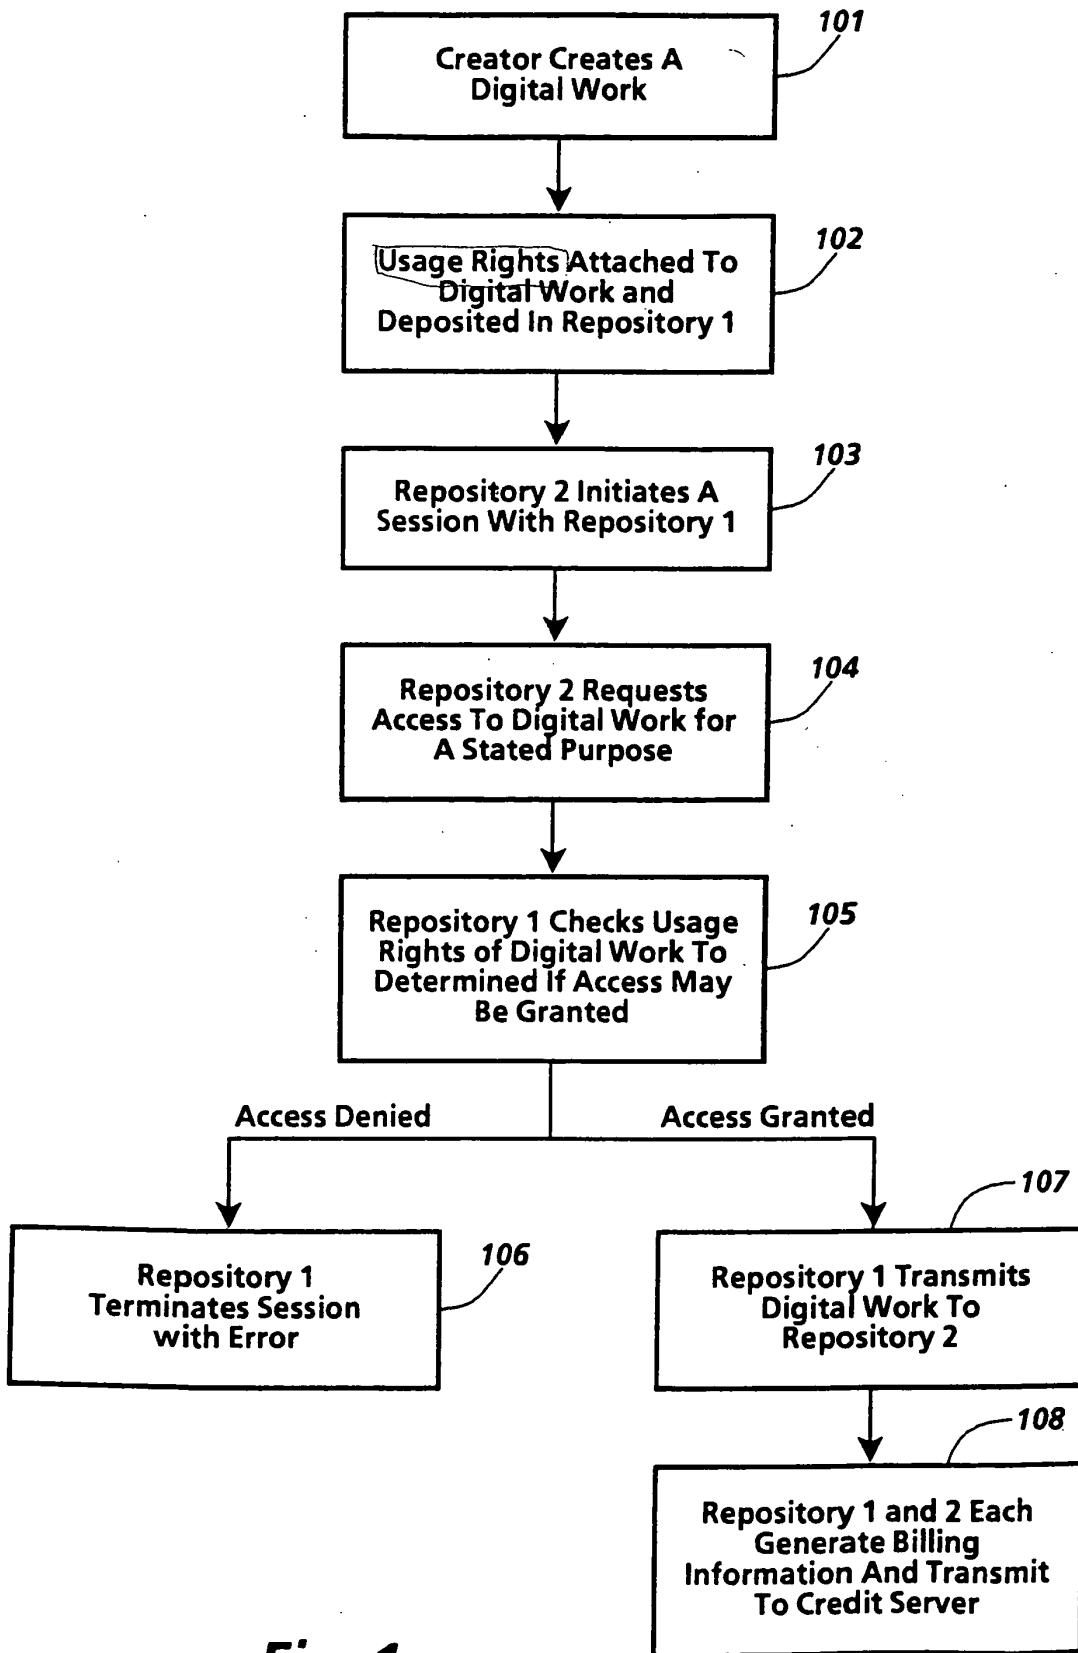 101
Creator Creates A
Digital Work
102
Usage Rights Attached To
Digital Work and
Deposited In Repository 1
103
Repository 2 Initiates A
Session With Repository 1
104
Repository 2 Requests
Access To Digital Work for
A Stated Purpose
105
Repository 1 Checks Usage
Rights of Digital Work To
Determined If Access May
Be Granted
Access Denied
Access Granted
106
Repository 1
Terminates Session
with Error
107
Repository 1 Transmits
Digital Work To
Repository 2
108
Repository 1 and 2 Each
Generate Billing
Information And Transmit
To Credit Server